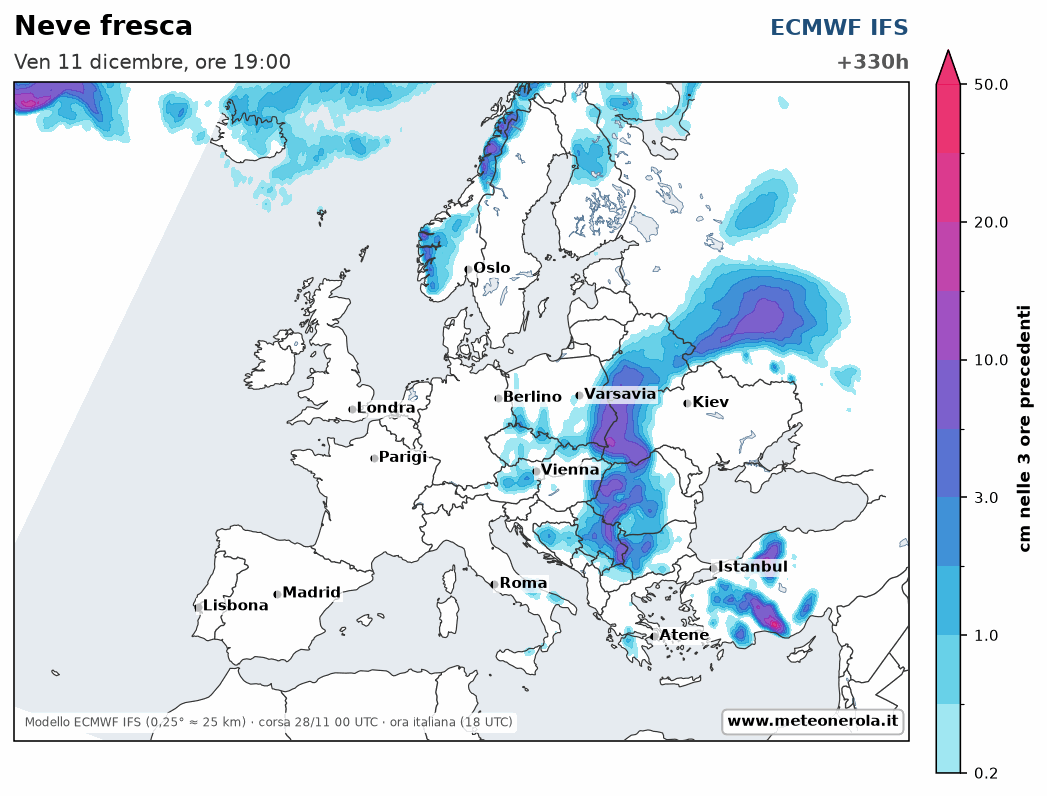 Neve fresca
ECMWF IFS
Ven 11 dicembre, ore 19:00
+330h
50.0
20.0
10.0
3.0
1.0
0.2
cm nelle 3 ore precedenti
Oslo
Berlino
Varsavia
Kiev
Londra
Parigi
Vienna
Istanbul
Roma
Madrid
Lisbona
Atene
Modello ECMWF IFS (0,25° ≈ 25 km) · corsa 28/11 00 UTC · ora italiana (18 UTC)
www.meteonerola.it